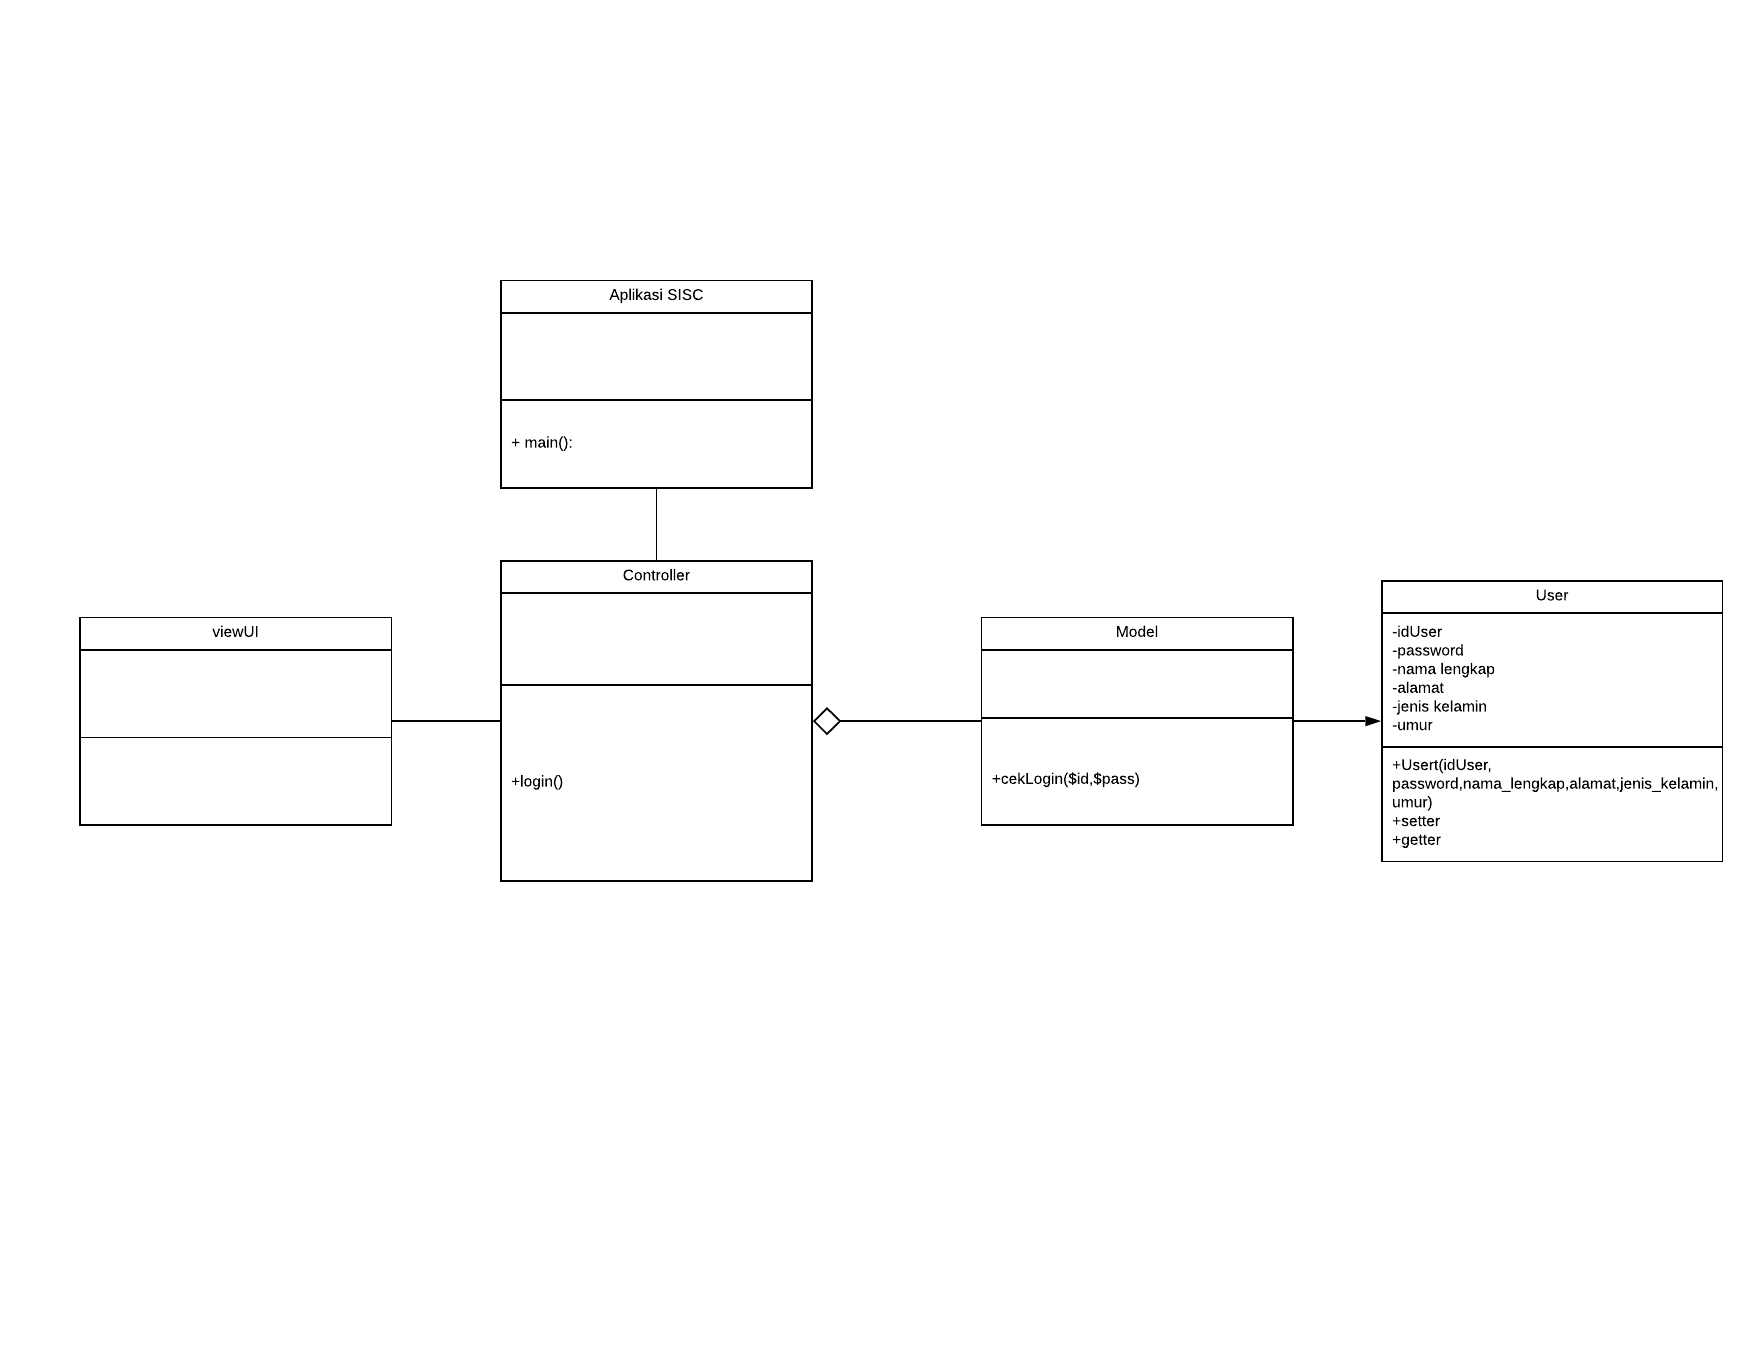 Aplikasi SISC
+ main():
Controller
+login()
viewUI
Model
+cekLogin($id,$pass)
User
-idUser
-password
-nama lengkap
-alamat
-jenis kelamin
-umur
+Usert(idUser,
password,nama_lengkap,alamat,jenis_kelamin,
umur)
+setter
+getter